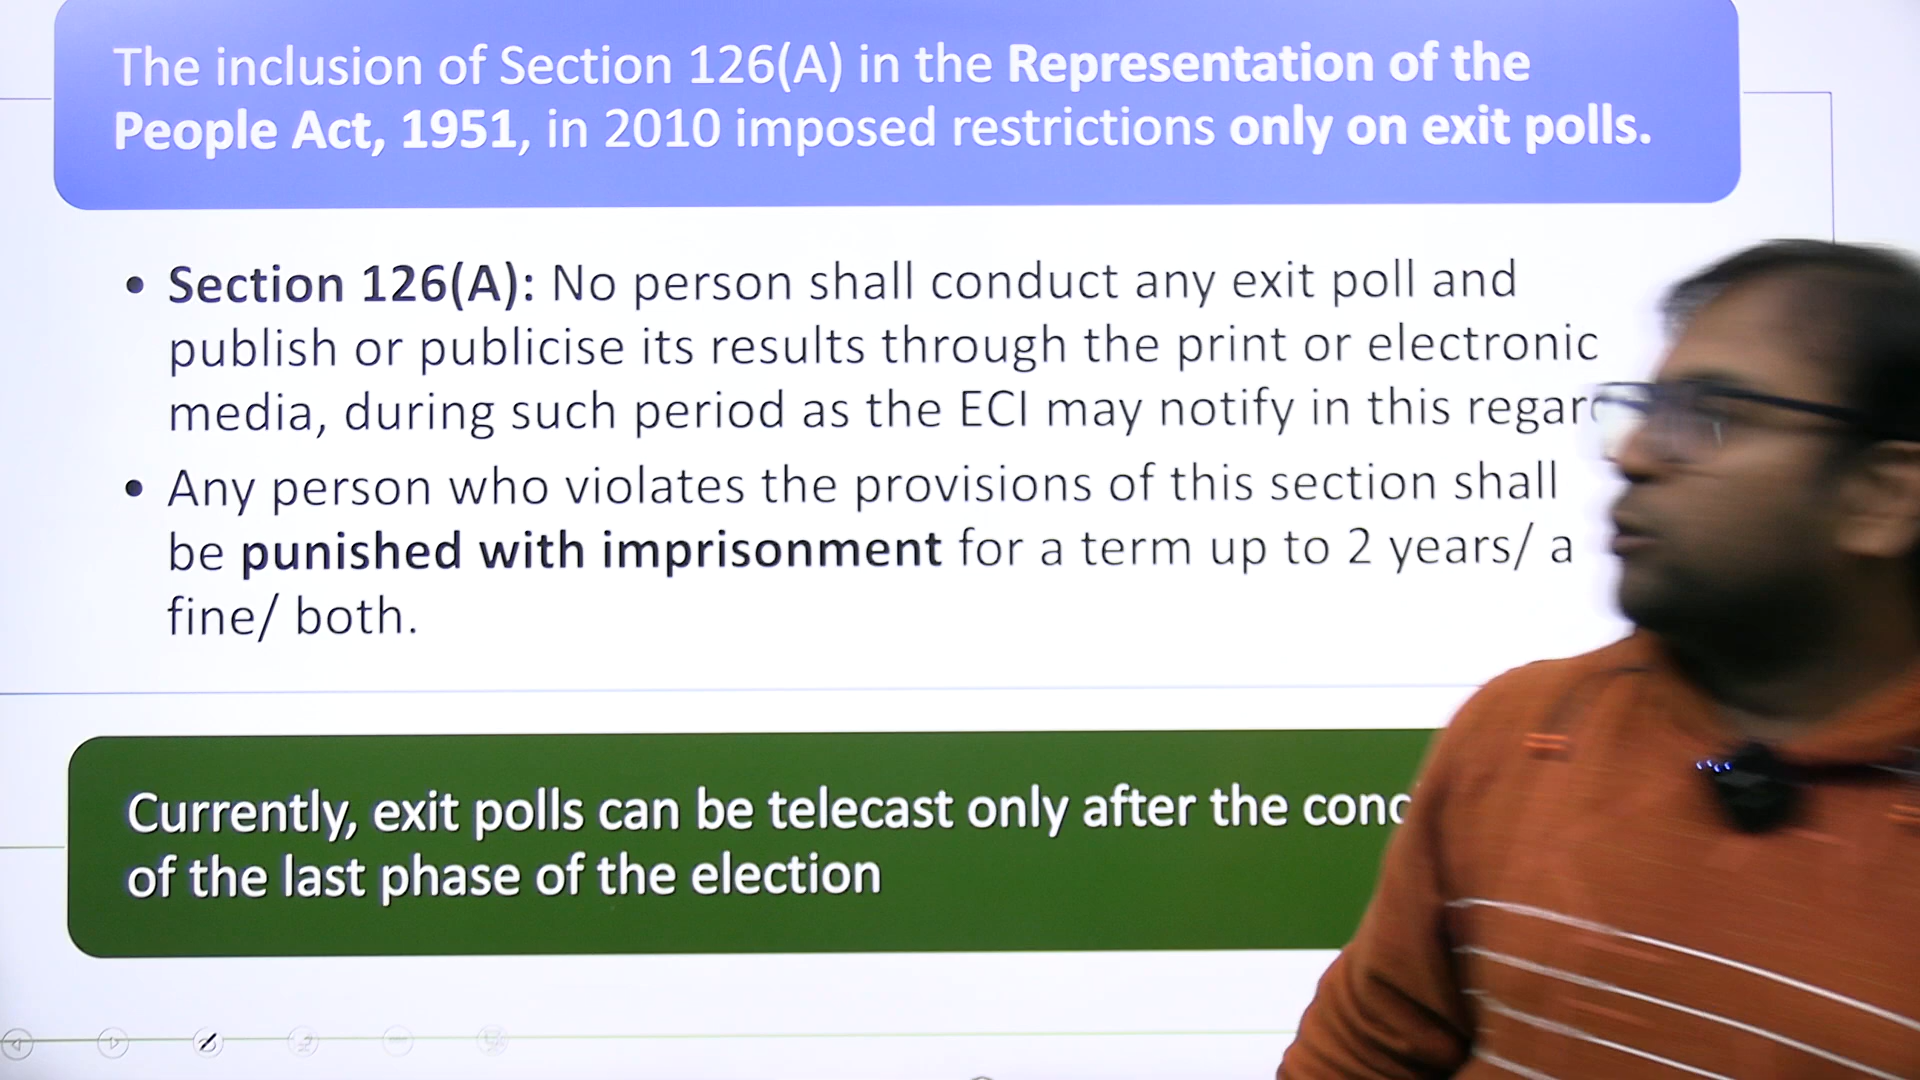 The inclusion of Section 126(A) in the Representation of the
People Act, 1951, in 2010 imposed restrictions only on exit polls.
• Section 126(A): No person shall conduct any exit poll and
publish or publicise its results through the print or electronic
media, during such period as the ECI may notify in this
• Any person who violates the provisions of this section shall
be punished with imprisonment for a term up to 2 years/ a
fine/ both.
Currently, exit polls can be telecast only after the
of the last phase of the election